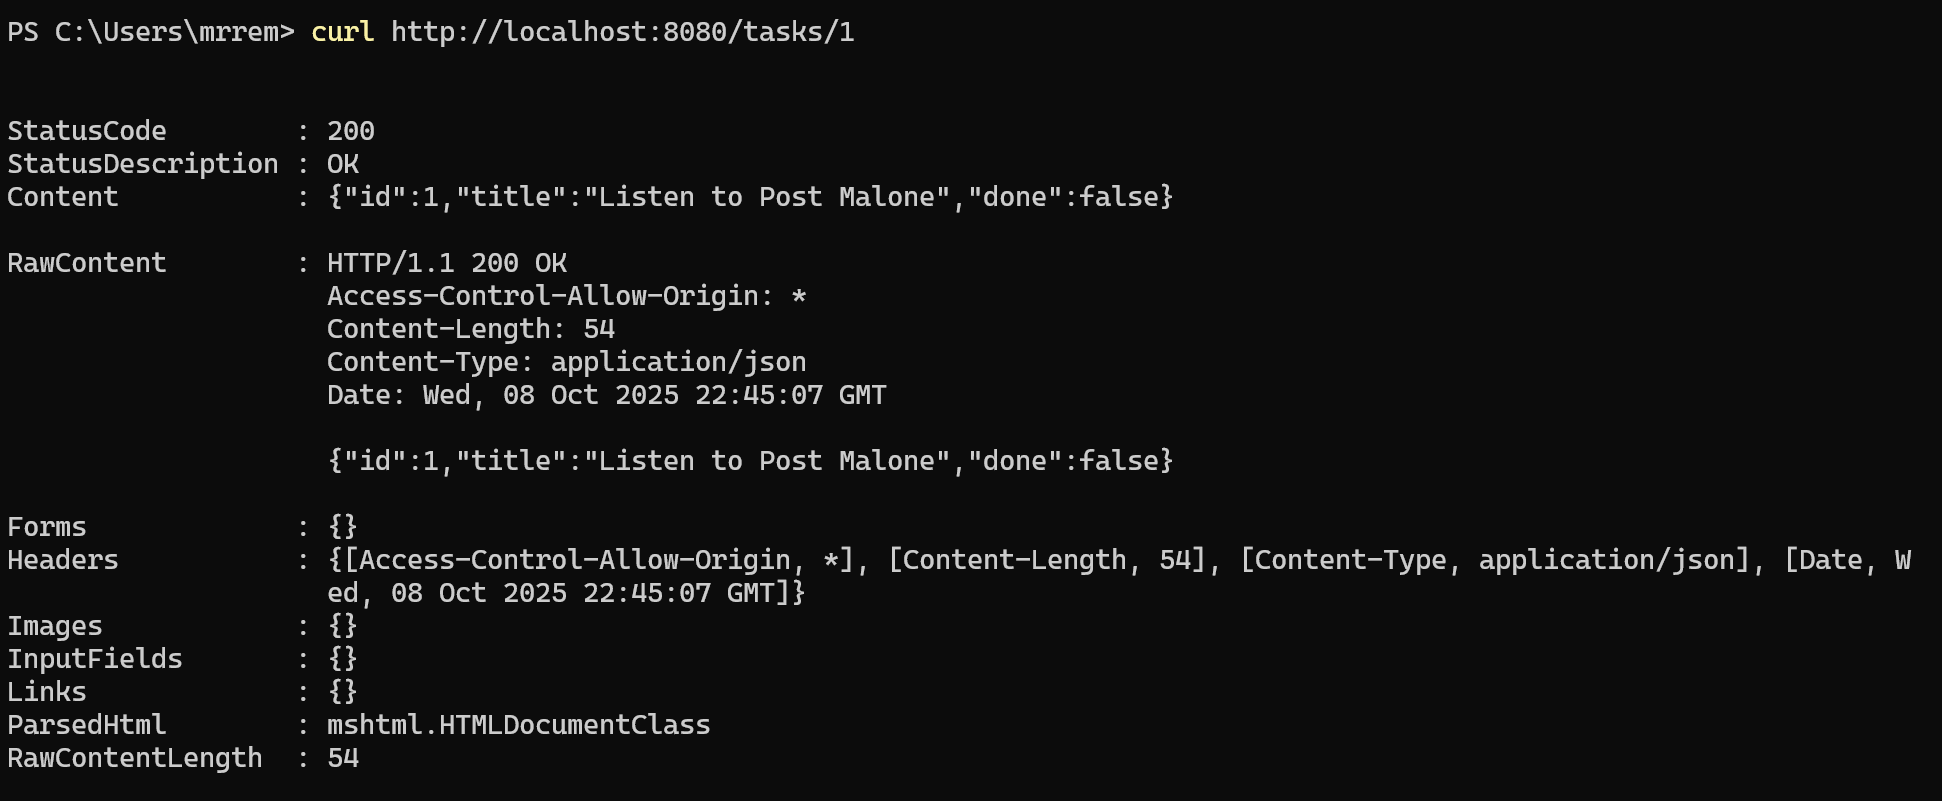 PS C:\Users\mrrem> curl http://localhost:8080/tasks/1
StatusCode        : 200
StatusDescription : OK
Content           : {"id":1,"title":"Listen to Post Malone","done":false}
RawContent        : HTTP/1.1 200 OK
                    Access-Control-Allow-Origin: *
                    Content-Length: 54
                    Content-Type: application/json
                    Date: Wed, 08 Oct 2025 22:45:07 GMT
                    {"id":1,"title":"Listen to Post Malone","done":false}
Forms             : {}
Headers           : {[Access-Control-Allow-Origin, *], [Content-Length, 54], [Content-Type, application/json], [Date, W
                    ed, 08 Oct 2025 22:45:07 GMT]}
Images            : {}
InputFields       : {}
Links             : {}
ParsedHtml        : mshtml.HTMLDocumentClass
RawContentLength  : 54